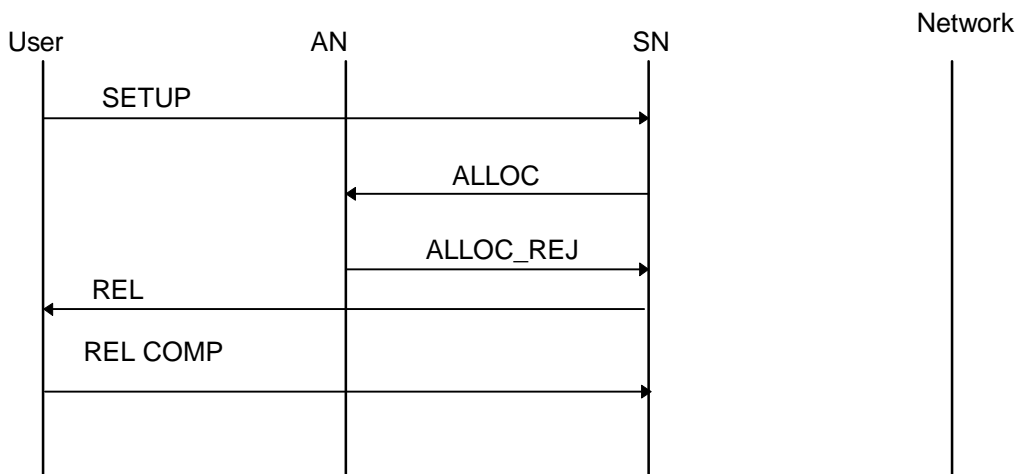 Network
User
AN
SN
SETUP
ALLOC
ALLOC_REJ
REL
REL COMP